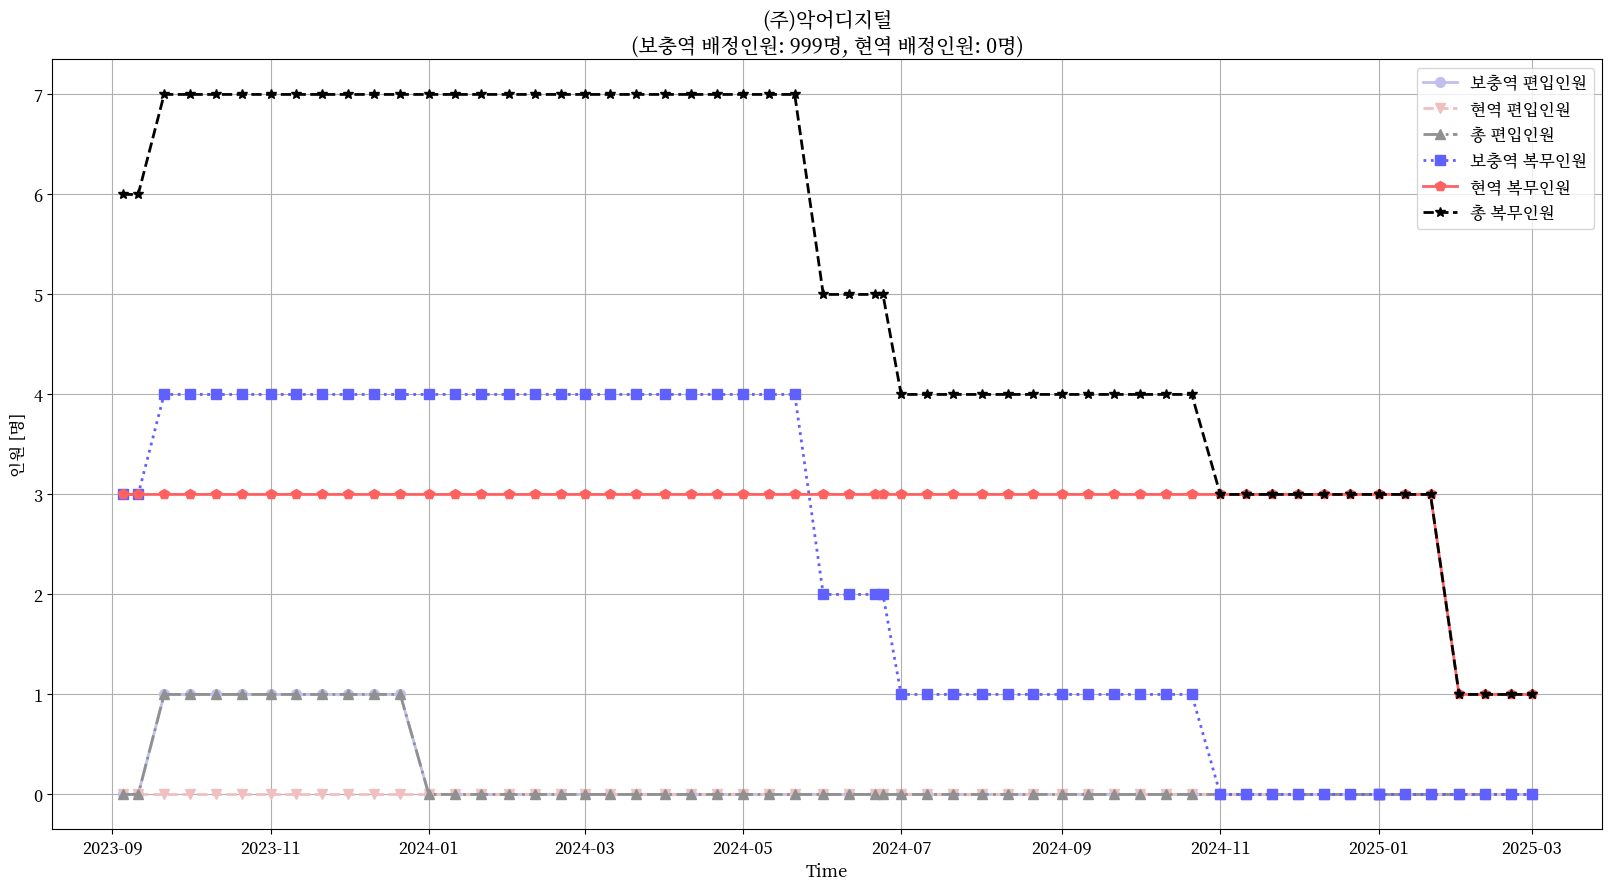 (주)악어디지털
(보충역 배정인원: 999명, 현역 배정인원: 0명)
보충역 편입인원
현역 편입인원
총 편입인원
보충역 복무인원
현역 복무인원
총 복무인원
인원 [명]
7
6
5
4
3
2
1
0
2023-09
2023-11
2024-01
2024-03
2024-05
2024-07
2024-09
2024-11
2025-01
2025-03
Time